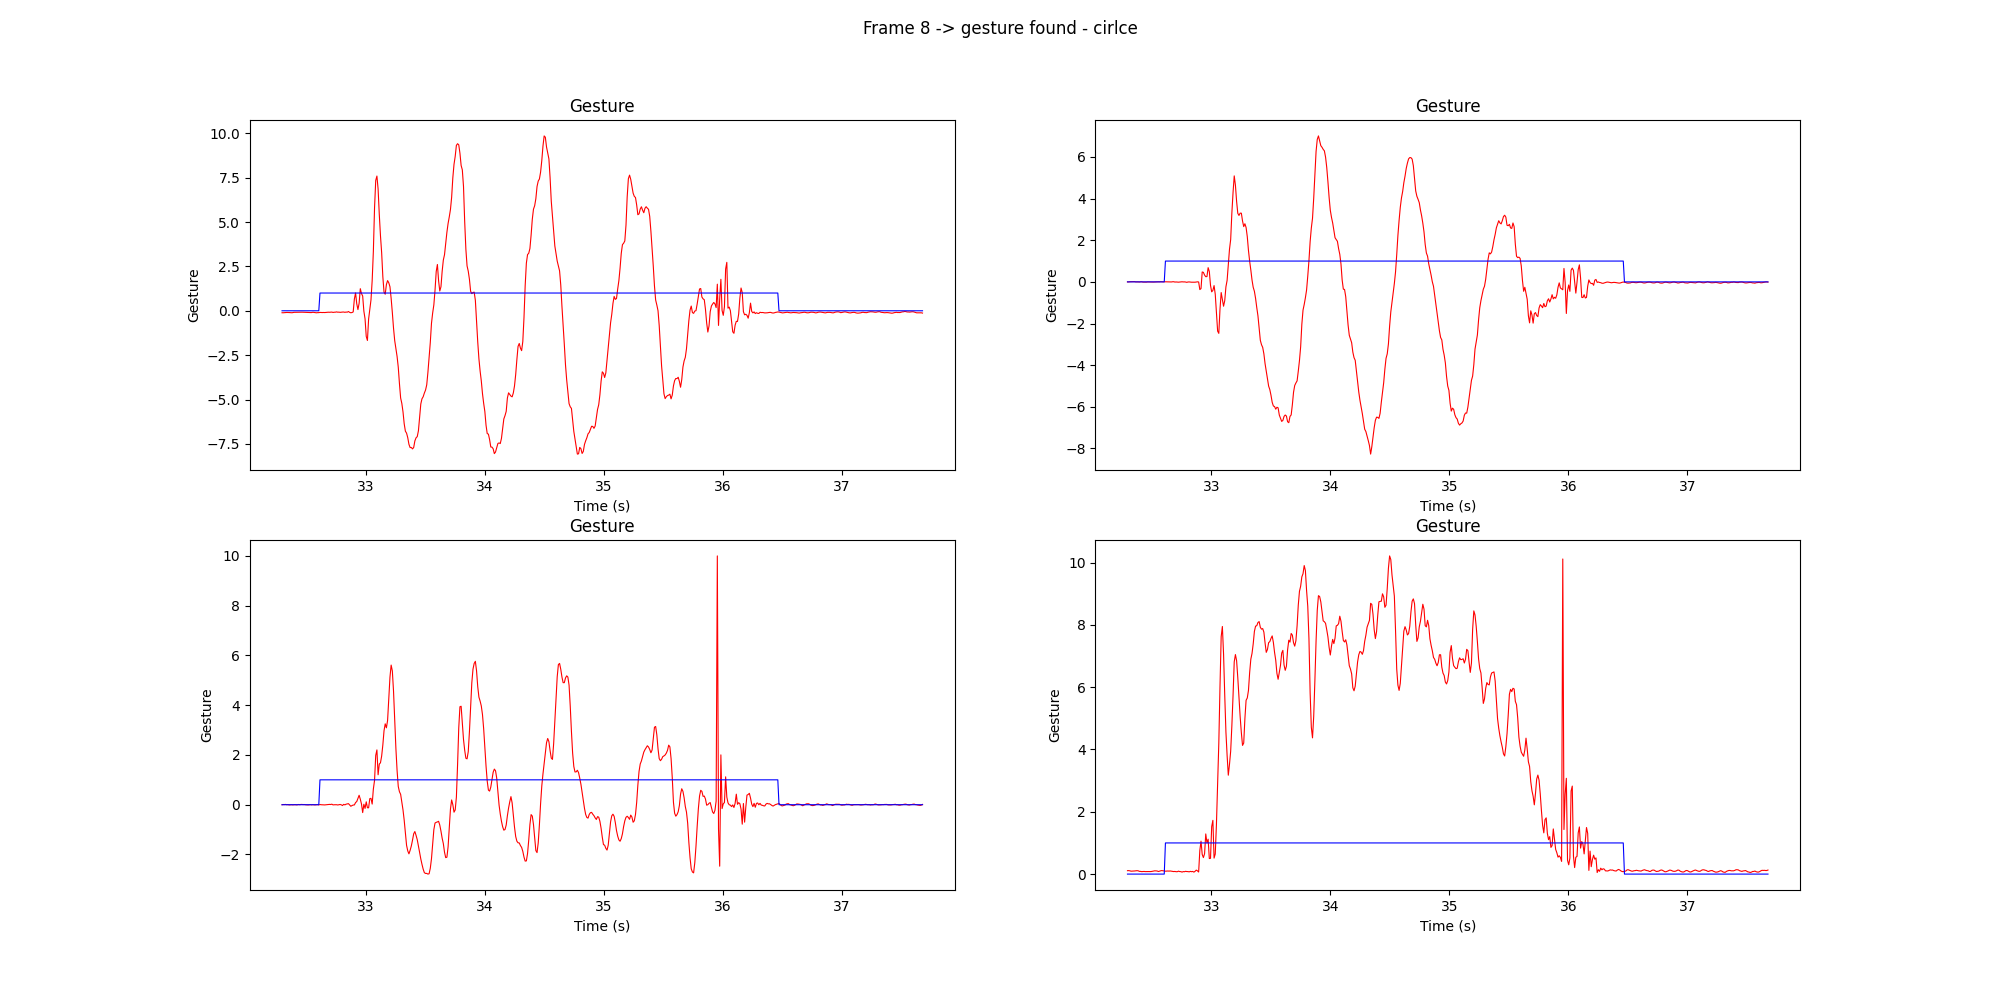 Frame 8 -> gesture found - cirlce
Gesture
Gesture
10.0
7.5
5.0
2.5
0.0
−2.5
−5.0
−7.5
Gesture
33 34 35 36 37
Time (s)
6
4
2
0
−2
−4
−6
−8
Gesture
33 34 35 36 37
Time (s)
Gesture
Gesture
10
8
6
4
2
0
−2
Gesture
33 34 35 36 37
Time (s)
10
8
6
4
2
0
Gesture
33 34 35 36 37
Time (s)